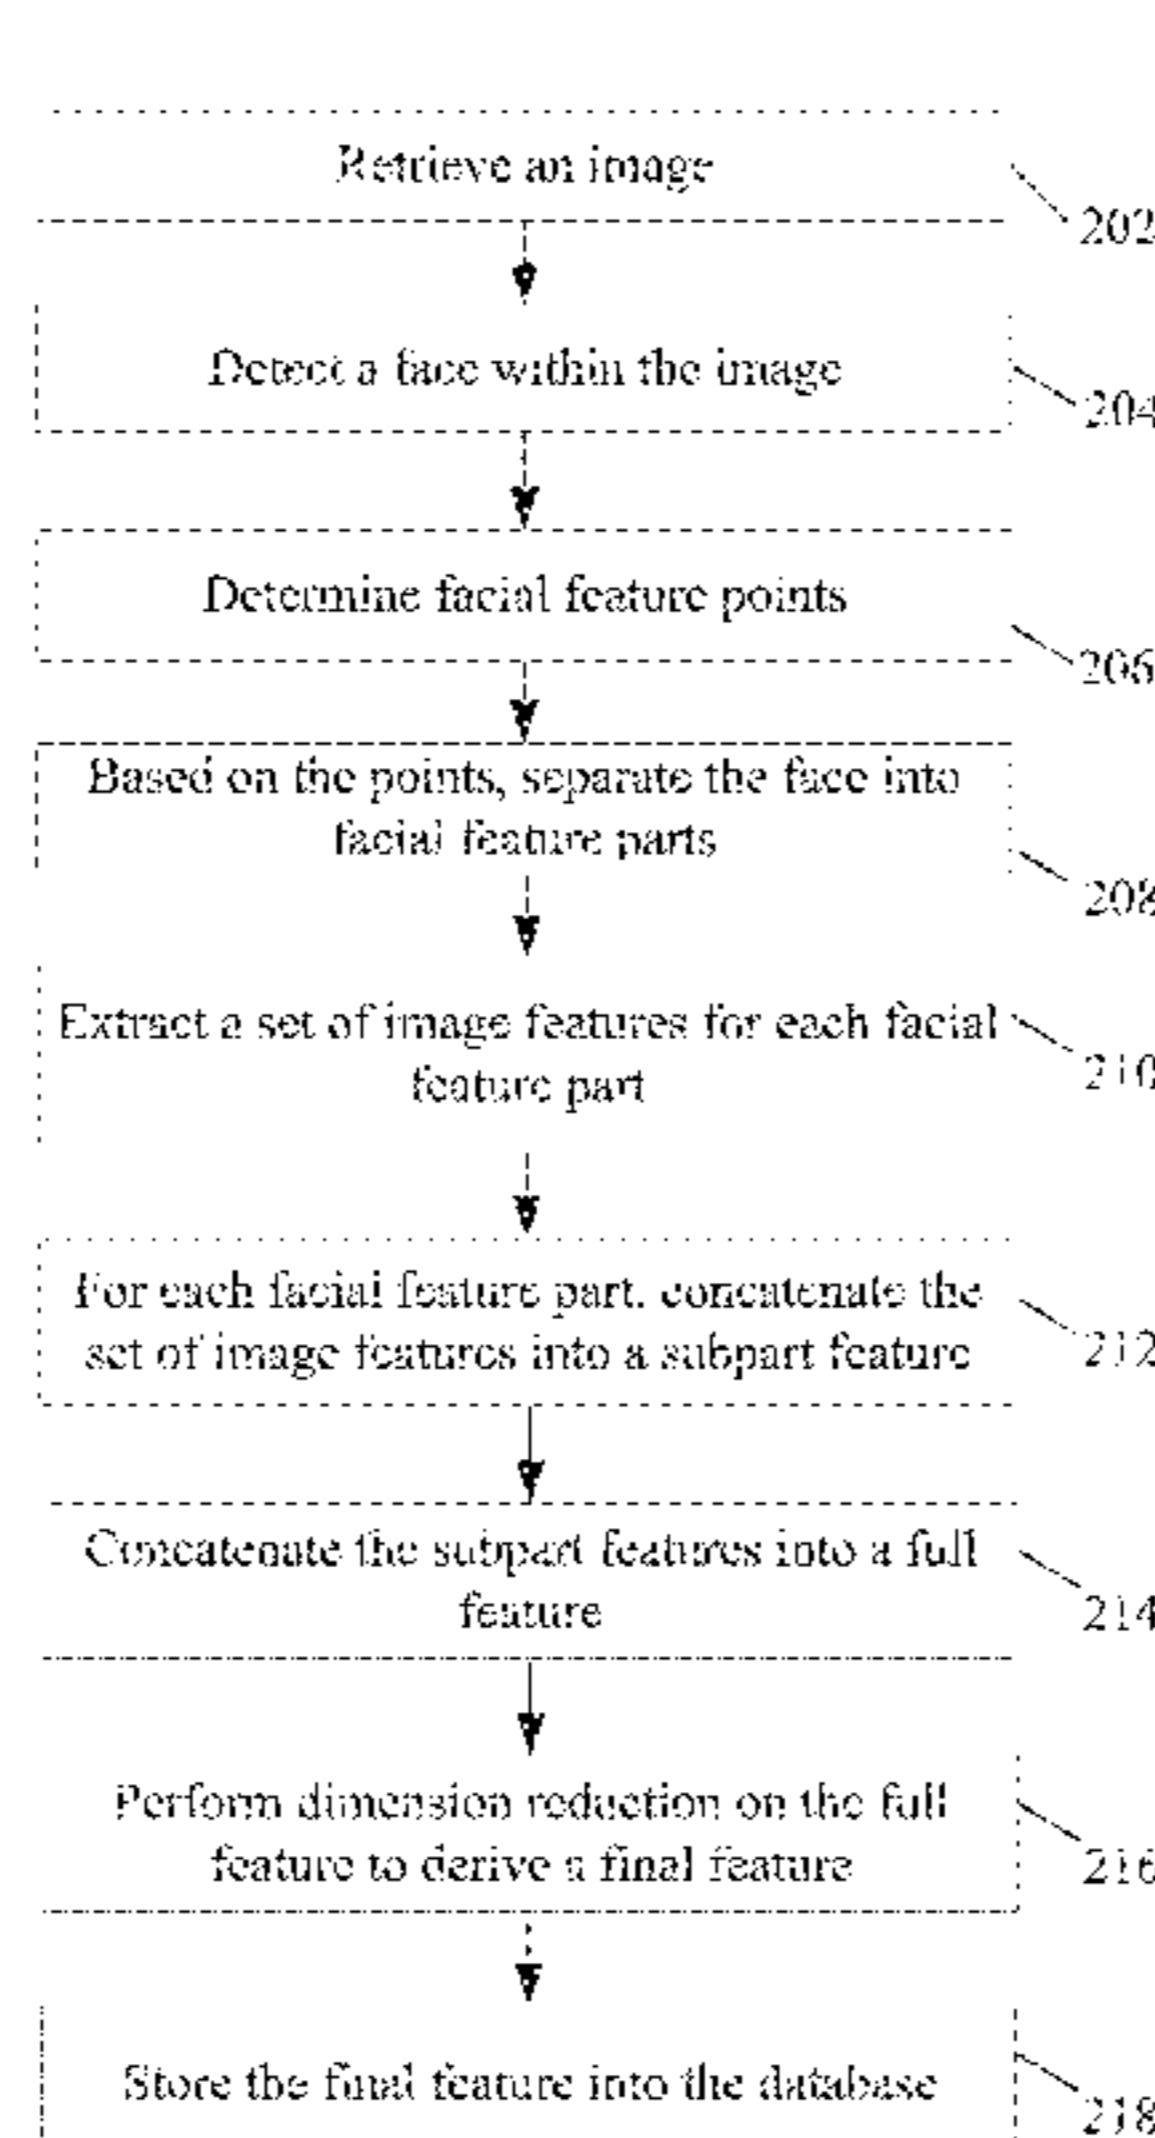 Retrieve an image
202
Detect a face within the image
204
Determine facial feature points
206
Based on the points, separate the face into
facial feature parts
208
Extract a set of image features for each facial
feature part
210
For each facial feature part, concatenate the
set of image features into a subpart feature
212
Concatenate the subpart features into a full
feature
214
Perform dimension reduction on the full
feature to derive a final feature
216
Store the final feature into the database
218